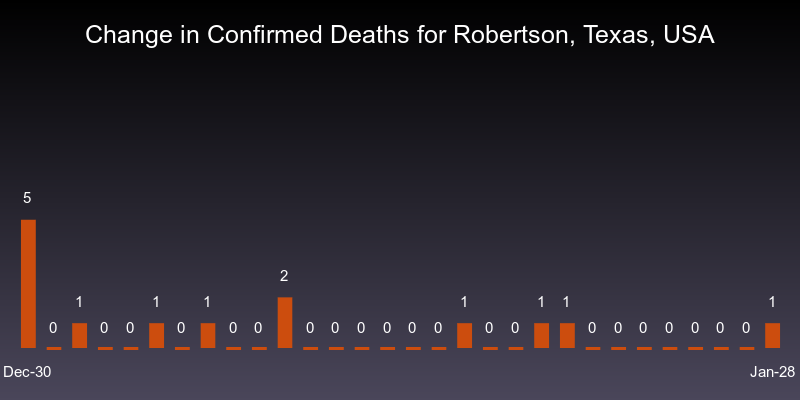 Change in Confirmed Deaths for Robertson, Texas, USA
5
2
1 1 1 1 1 1 1
0 0 0 0 0 0 0 0 0 0 0 0 0 0 0 0 0 0 0 0 0
Dec-30 Jan-28